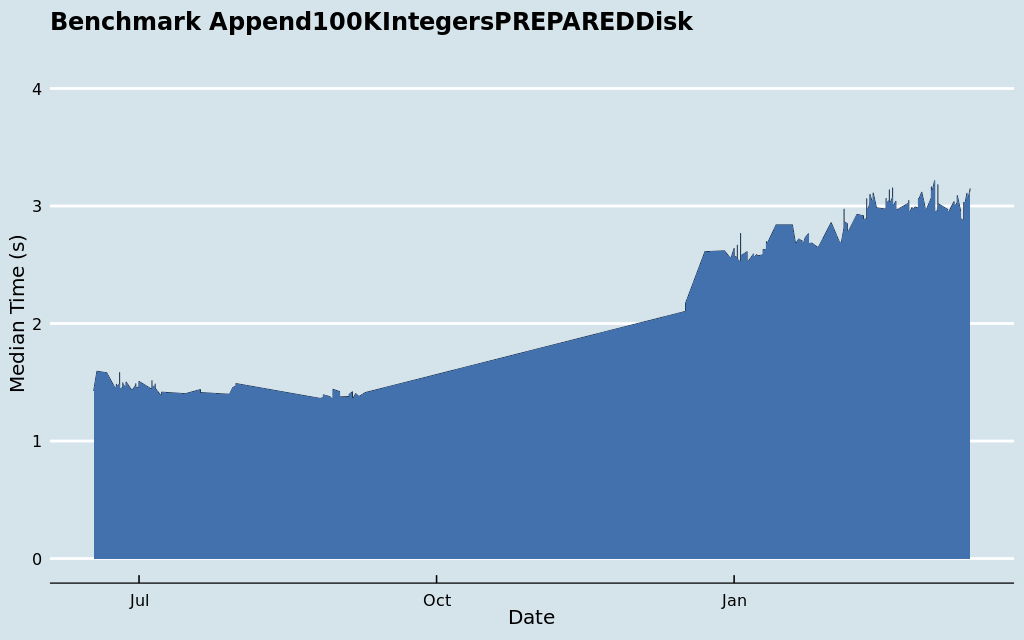 Benchmark Append100KIntegersPREPAREDDisk
Median Time (s)
4
3
2
1
0
Jul
Oct
Jan
Date